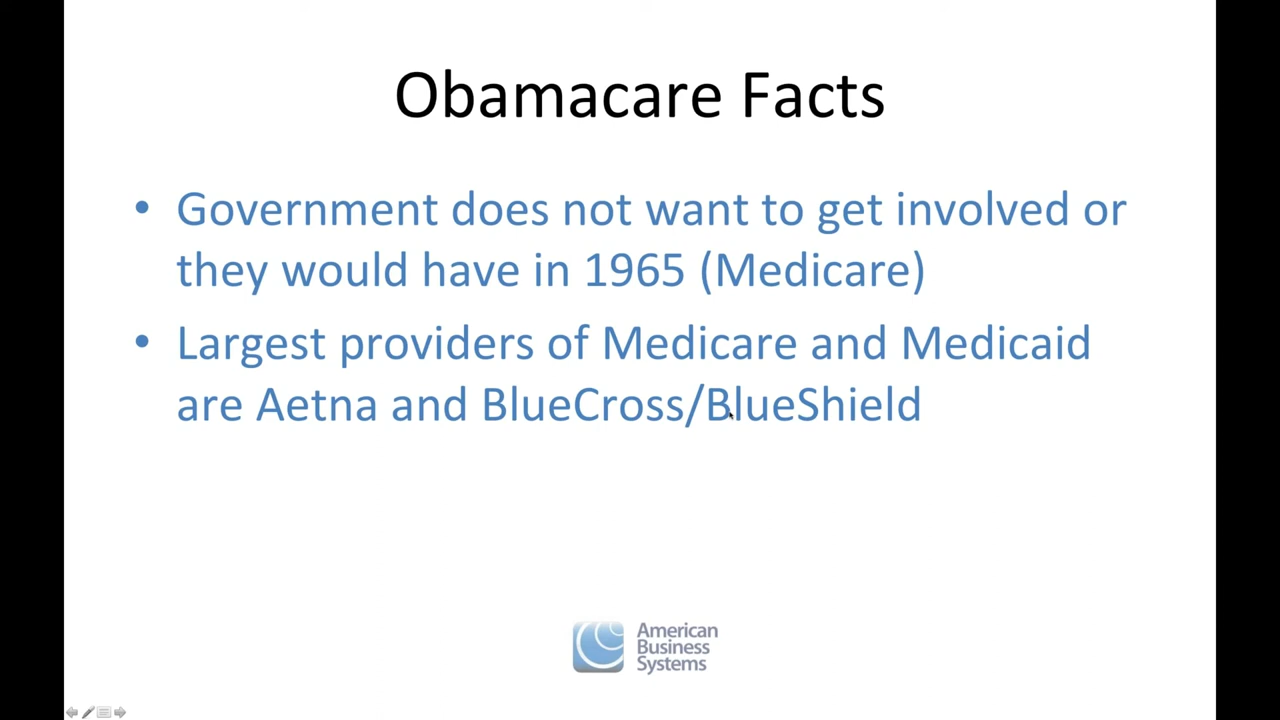 Obamacare Facts
• Government does not want to get involved or
they would have in 1965 (Medicare)
• Largest providers of Medicare and Medicaid
are Aetna and BlueCross/BlueShield
American
Business
Systems